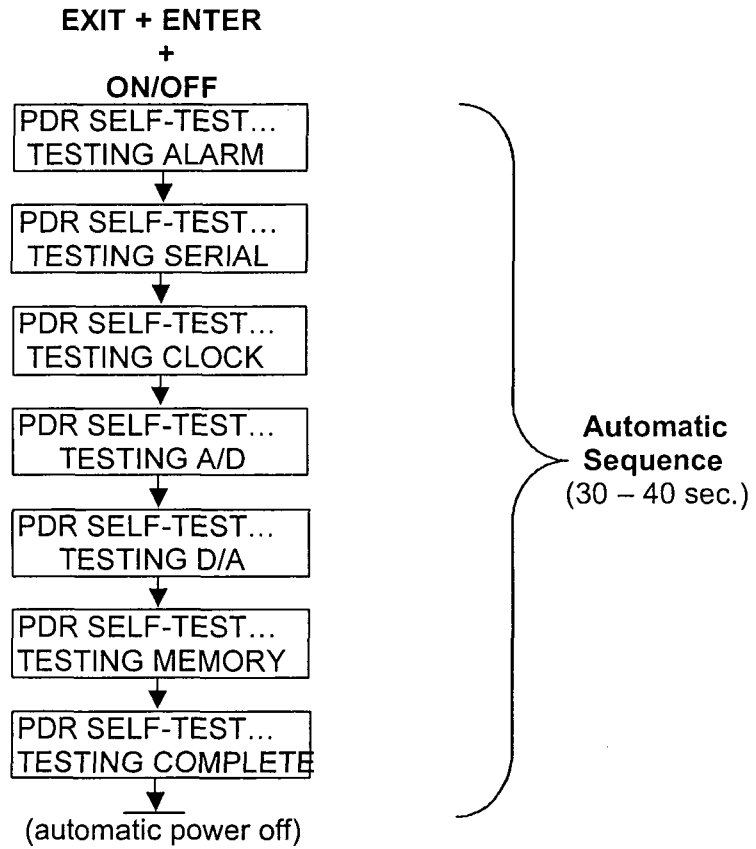 EXIT + ENTER
+
ON/OFF
PDR SELF-TEST...
TESTING ALARM
PDR SELF-TEST...
TESTING SERIAL
PDR SELF-TEST...
TESTING CLOCK
PDR SELF-TEST...
TESTING A/D
PDR SELF-TEST...
TESTING D/A
PDR SELF-TEST...
TESTING MEMORY
PDR SELF-TEST...
TESTING COMPLETE
(automatic power off)
Automatic
Sequence
(30 – 40 sec.)